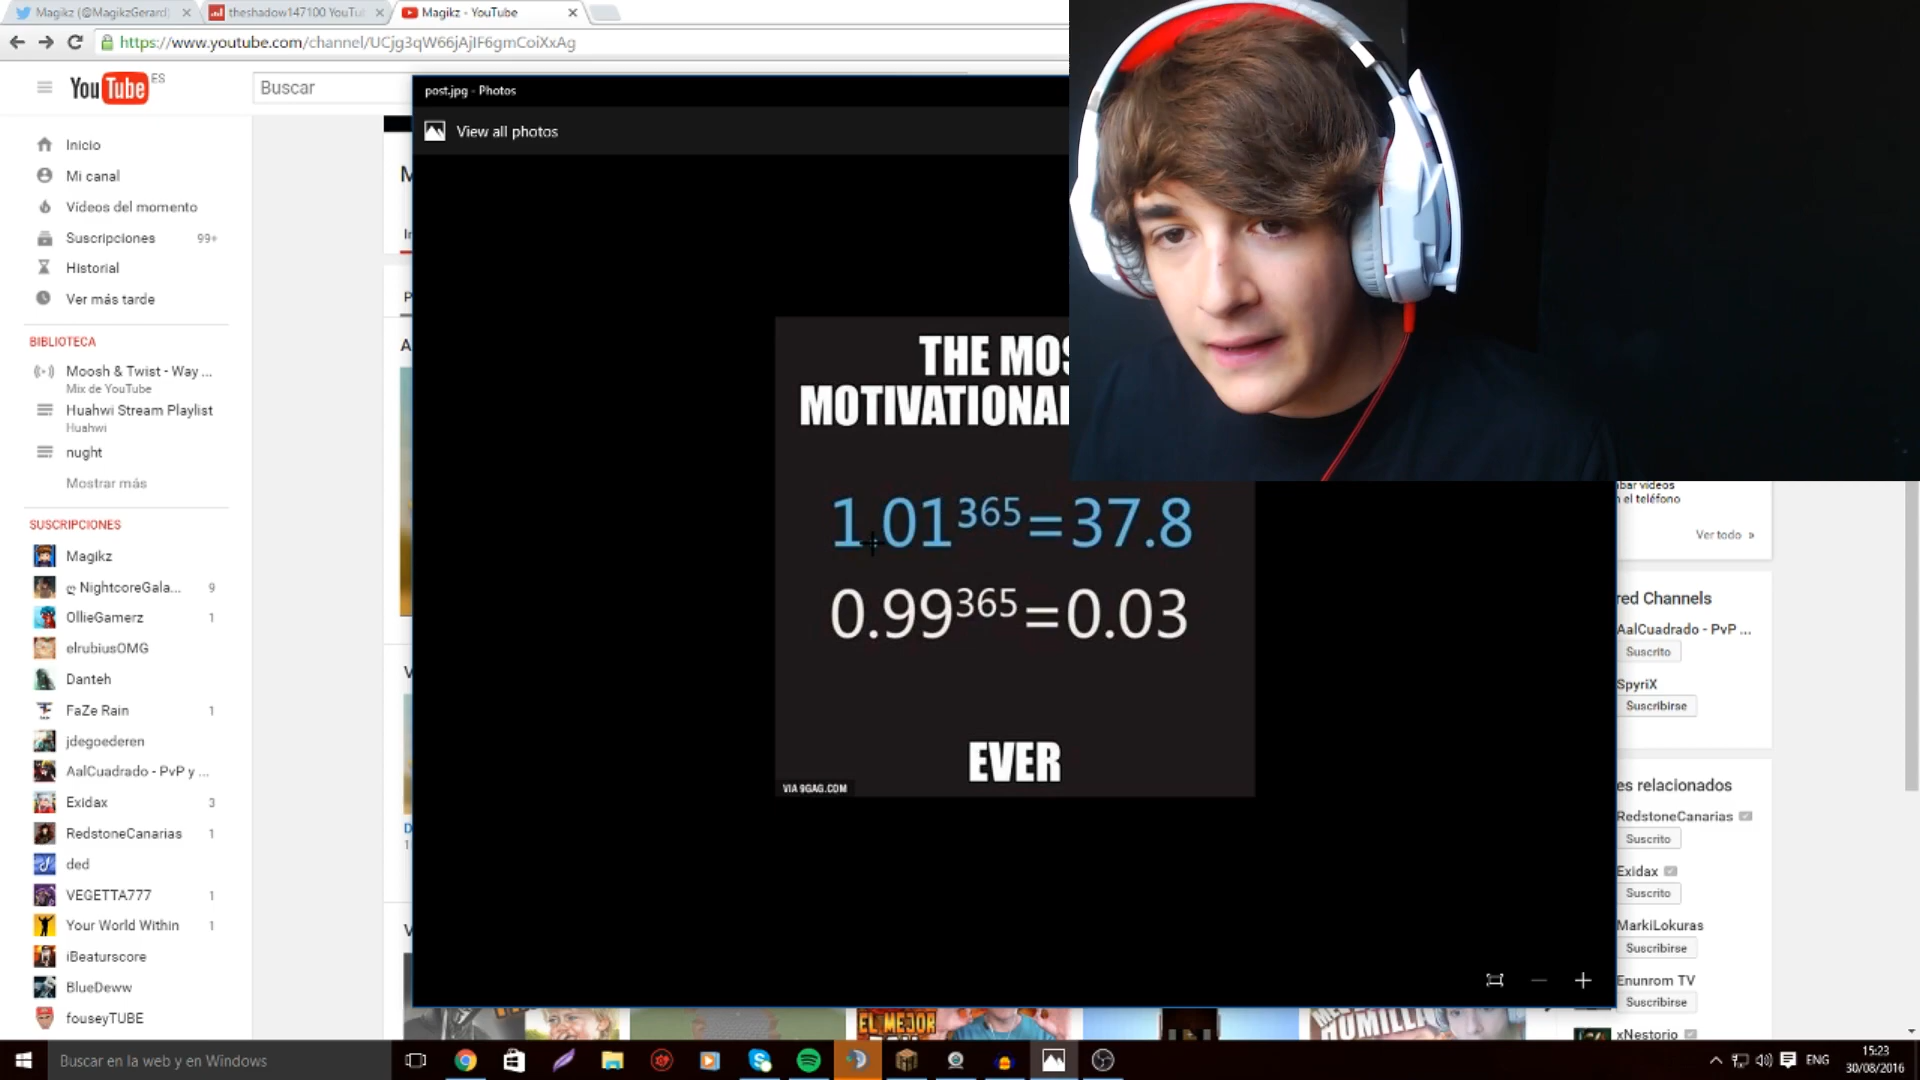 Magikz (@MagikzGerard)
theshadow147100 YouTu
Magikz - YouTube
https://www.youtube.com/channel/UCjg3qW66jAjIF6gmCoiXxAg
YouTube ES
Buscar
post.jpg - Photos
View all photos
Inicio
Mi canal
Vídeos del momento
Suscripciones 99+
Historial
Ver más tarde
BIBLIOTECA
Moosh & Twist - Way ...
Mix de YouTube
Huahwi Stream Playlist
Huahwi
nught
Mostrar más
SUSCRIPCIONES
Magikz
ღ NightcoreGala... 9
OllieGamerz 1
elrubiusOMG
Danteh
FaZe Rain 1
jdegoederen
AalCuadrado - PvP y ...
Exidax 3
RedstoneCanarias 1
ded
VEGETTA777 1
Your World Within 1
iBeaturscore
BlueDeww
fouseyTUBE
THE MOS
MOTIVATIONAL
1.01³⁶⁵=37.8
0.99³⁶⁵=0.03
EVER
VIA 9GAG.COM
bar vídeos
n el teléfono
Ver todo »
red Channels
AalCuadrado - PvP ...
Suscrito
SpyriX
Suscribirse
es relacionados
RedstoneCanarias
Suscrito
Exidax
Suscrito
MarkiLokuras
Suscribirse
Enunrom TV
Suscribirse
xNestorio
EL MEJOR
HUMILLA
Buscar en la web y en Windows
ENG
15:23
30/08/2016